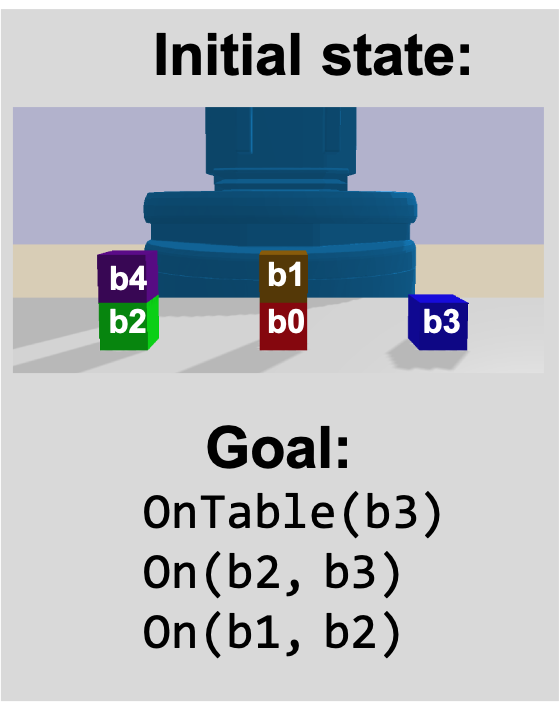 Initial state:
b4 b1
b2 b0 b3
Goal:
OnTable(b3)
On(b2, b3)
On(b1, b2)